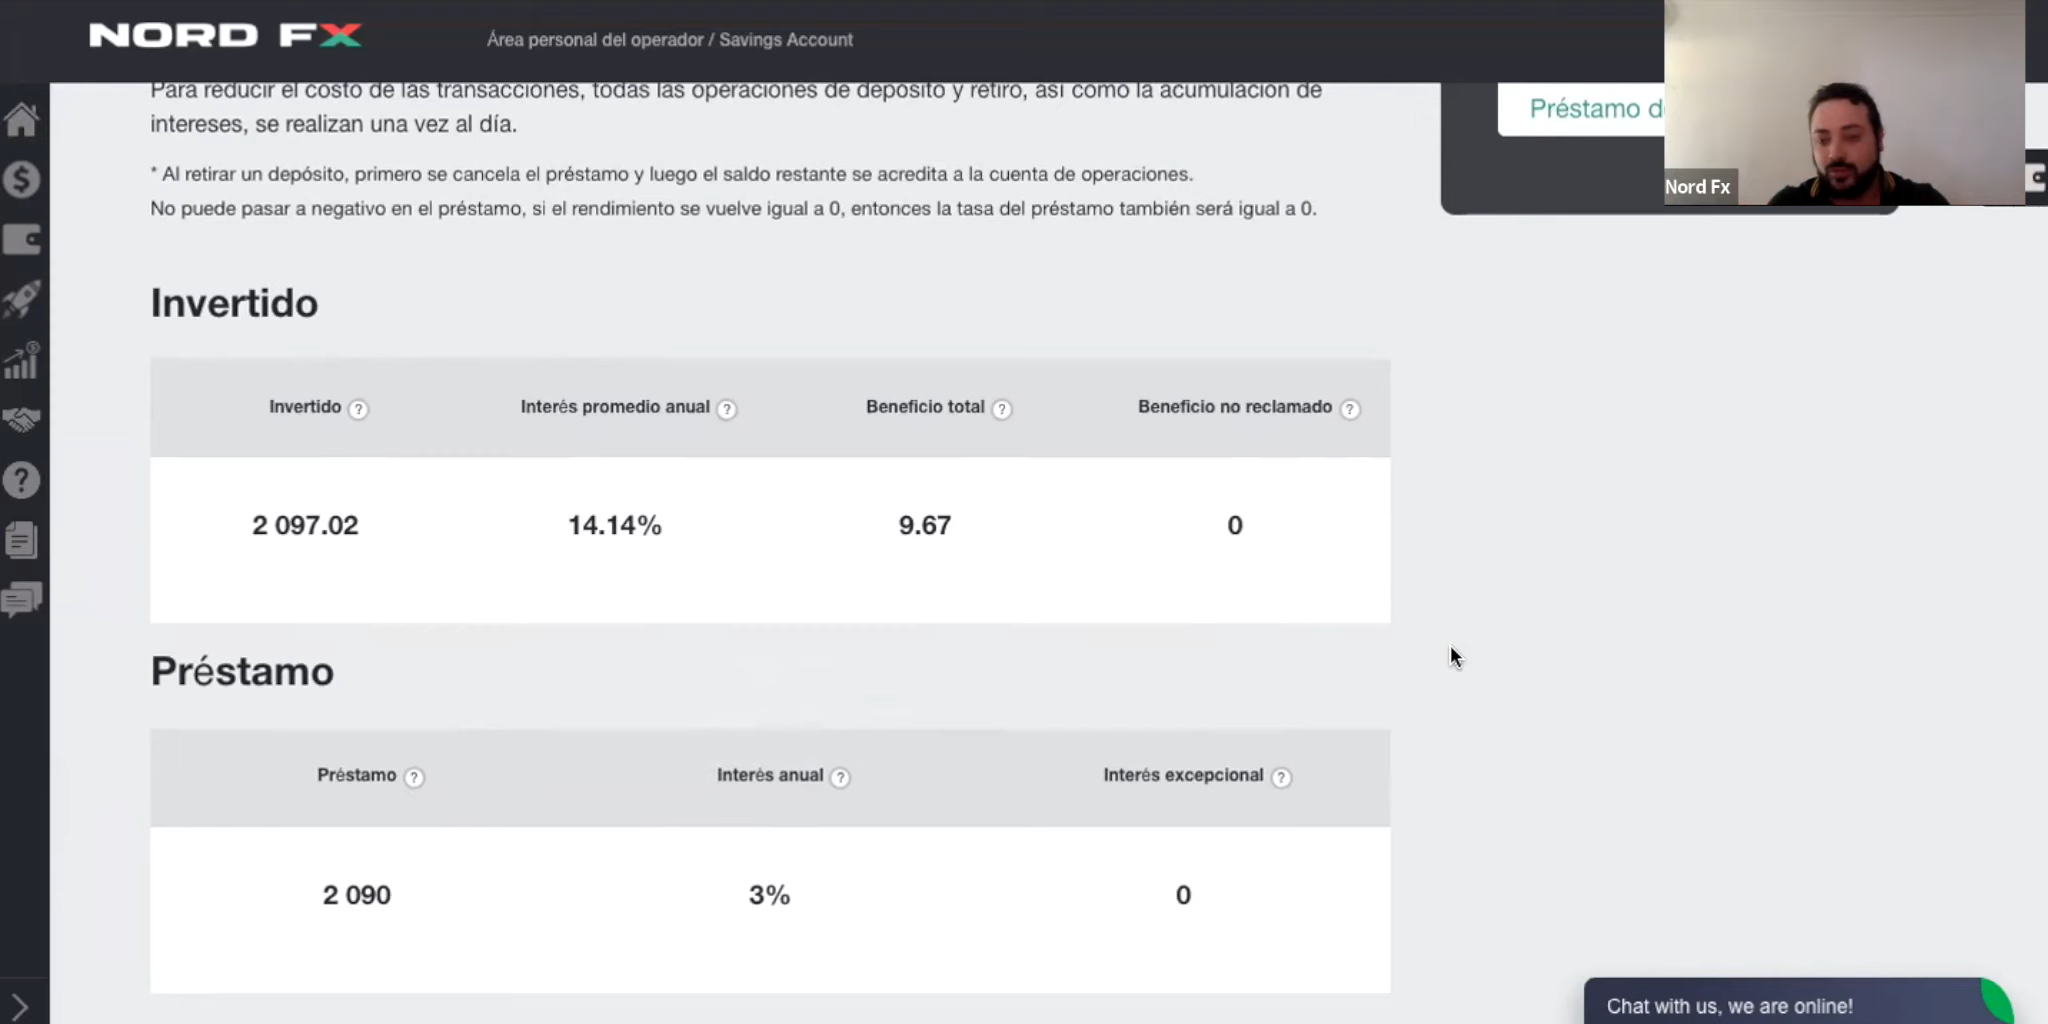 NORD FX
Área personal del operador / Savings Account
Para reducir el costo de las transacciones, todas las operaciones de depósito y retiro, así como la acumulación de
intereses, se realizan una vez al día.
* Al retirar un depósito, primero se cancela el préstamo y luego el saldo restante se acredita a la cuenta de operaciones.
No puede pasar a negativo en el préstamo, si el rendimiento se vuelve igual a 0, entonces la tasa del préstamo también será igual a 0.
Préstamo d
Nord Fx
Invertido
Invertido ? Interés promedio anual ? Beneficio total ? Beneficio no reclamado ?
2 097.02 14.14% 9.67 0
Préstamo
Préstamo ? Interés anual ? Interés excepcional ?
2 090 3% 0
Chat with us, we are online!